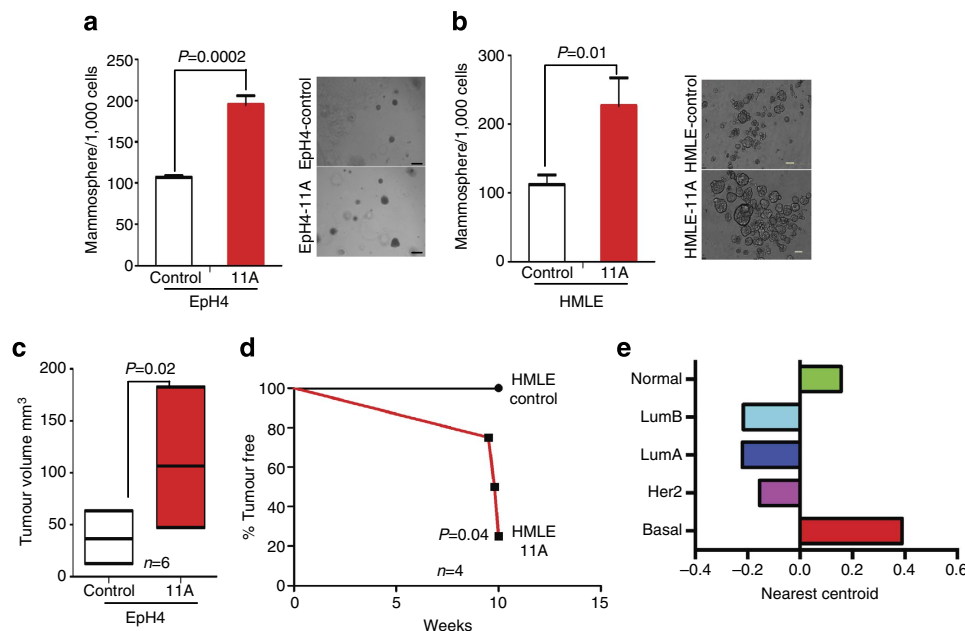 a
P=0.0002
Mammosphere/1,000 cells
250
200
150
100
50
0
Control
11A
EpH4
EpH4-control
EpH4-11A
b
P=0.01
Mammosphere/1,000 cells
300
200
100
0
Control
11A
HMLE
HMLE-control
HMLE-11A
c
P=0.02
Tumour volume mm³
200
150
100
50
0
n=6
Control
11A
EpH4
d
% Tumour free
100
80
60
40
20
0
HMLE
control
P=0.04
HMLE
11A
n=4
0
5
10
15
Weeks
e
Normal
LumB
LumA
Her2
Basal
–0.4
–0.2
0.0
0.2
0.4
0.6
Nearest centroid